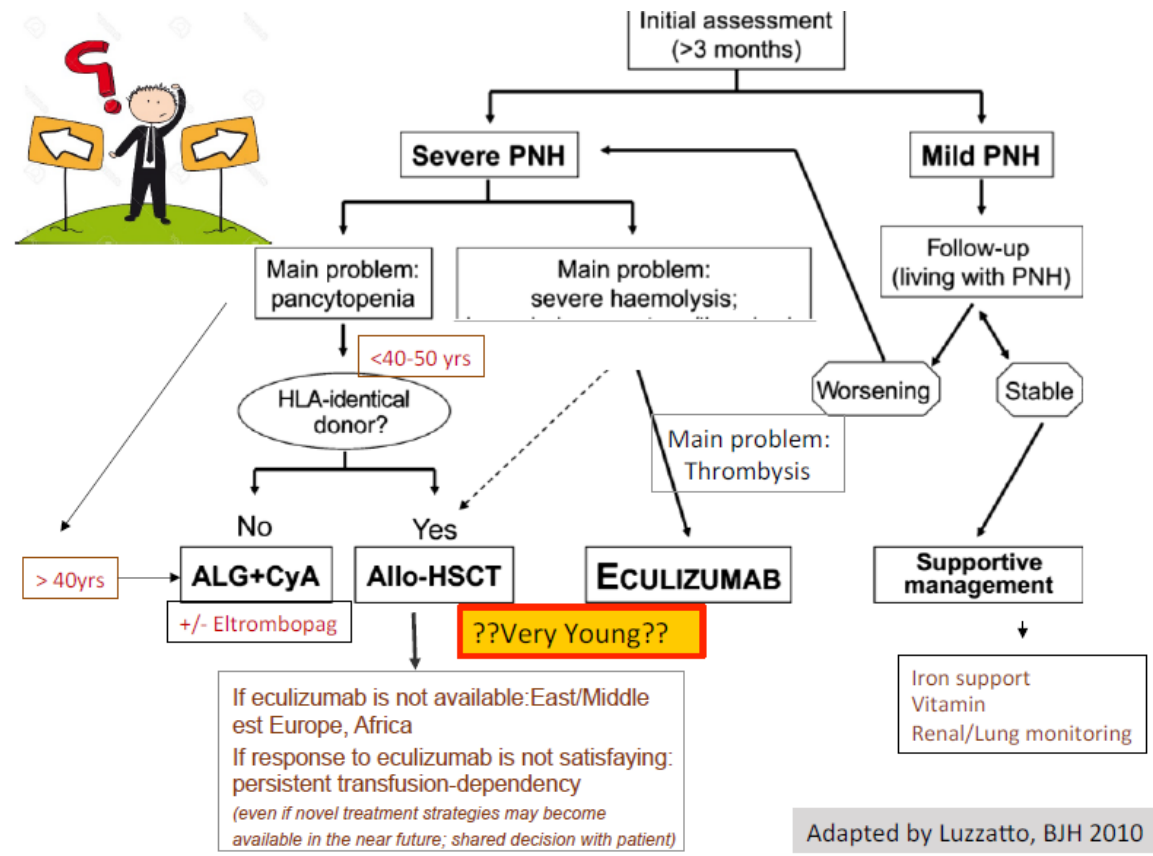 Initial assessment
(>3 months)
Severe PNH
Mild PNH
Main problem:
pancytopenia
Main problem:
severe haemolysis;
Follow-up
(living with PNH)
<40-50 yrs
HLA-identical
donor?
Worsening
Stable
Main problem:
Thrombysis
No
Yes
> 40yrs
ALG+CyA
Allo-HSCT
ECULIZUMAB
Supportive
management
+/- Eltrombopag
??Very Young??
If eculizumab is not available:East/Middle
est Europe, Africa
If response to eculizumab is not satisfaying:
persistent transfusion-dependency
(even if novel treatment strategies may become
available in the near future; shared decision with patient)
Iron support
Vitamin
Renal/Lung monitoring
Adapted by Luzzatto, BJH 2010